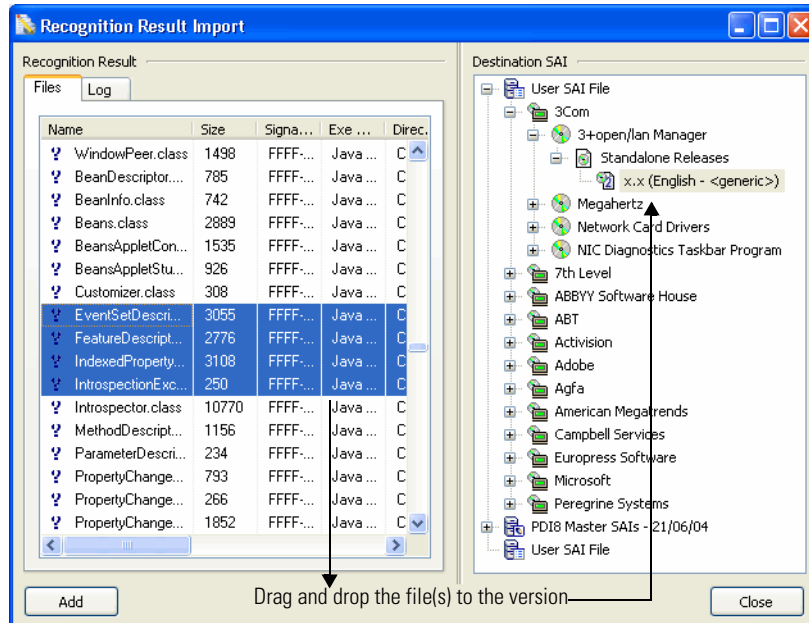 Recognition Result Import
Recognition Result
Files
Log
Name Size Signa... Exe ... Direc.
WindowPeer.class 1498 FFFF-... Java ... C
BeanDescriptor.... 785 FFFF-... Java ... C
BeanInfo.class 742 FFFF-... Java ... C
Beans.class 2889 FFFF-... Java ... C
BeansAppletCon... 1535 FFFF-... Java ... C
BeansAppletStu... 926 FFFF-... Java ... C
Customizer.class 308 FFFF-... Java ... C
EventSetDescri... 3055 FFFF-... Java ... C
FeatureDescript... 2776 FFFF-... Java ... C
IndexedProperty... 3108 FFFF-... Java ... C
IntrospectionExc... 250 FFFF-... Java ... C
Introspector.class 10770 FFFF-... Java ... C
MethodDescript... 1156 FFFF-... Java ... C
ParameterDescri... 234 FFFF-... Java ... C
PropertyChange... 793 FFFF-... Java ... C
PropertyChange... 266 FFFF-... Java ... C
PropertyChange... 1852 FFFF-... Java ... C
Destination SAI
User SAI File
3Com
3+open/lan Manager
Standalone Releases
x.x (English - <generic>)
Megahertz
Network Card Drivers
NIC Diagnostics Taskbar Program
7th Level
ABBYY Software House
ABT
Activision
Adobe
Agfa
American Megatrends
Campbell Services
Europress Software
Microsoft
Peregrine Systems
PDI8 Master SAIs - 21/06/04
User SAI File
Add
Drag and drop the file(s) to the version
Close